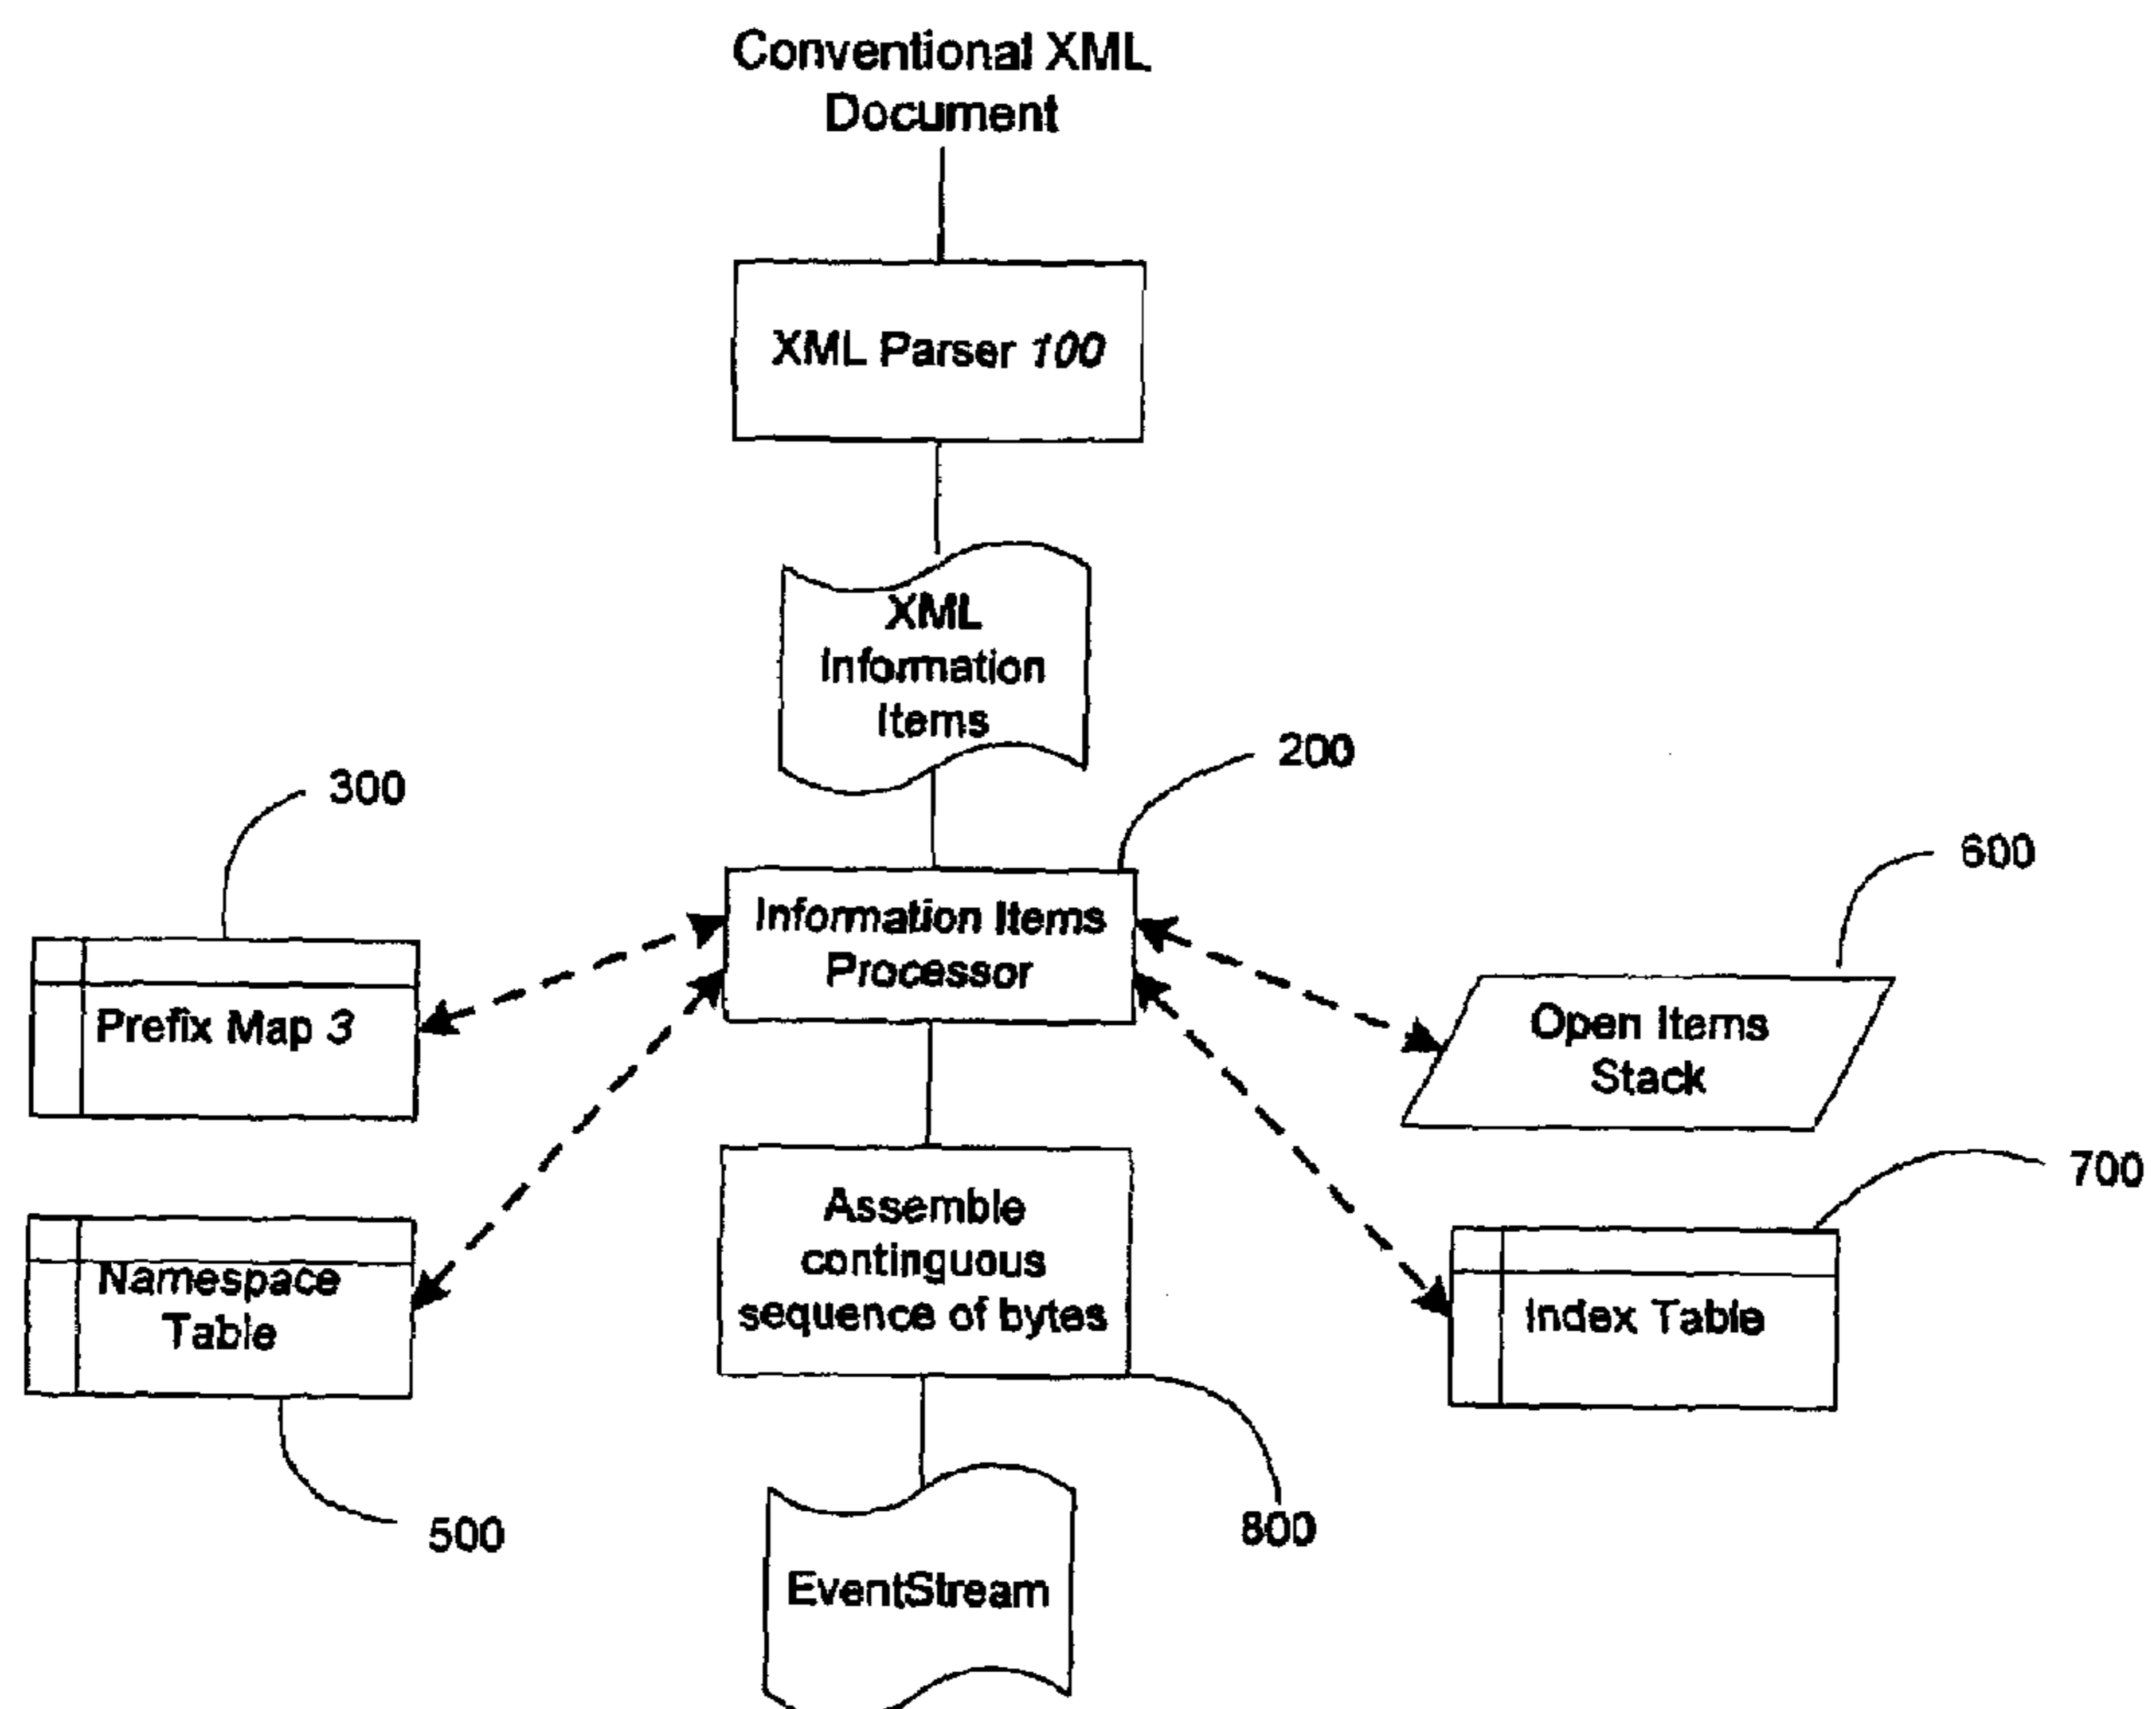 Conventional XML
Document
XML Parser 100
XML
Information
Items
200
300
600
Information Items
Processor
Prefix Map 3
Open Items
Stack
700
Assemble
continguous
sequence of bytes
Namespace
Table
Index Table
500
800
EventStream